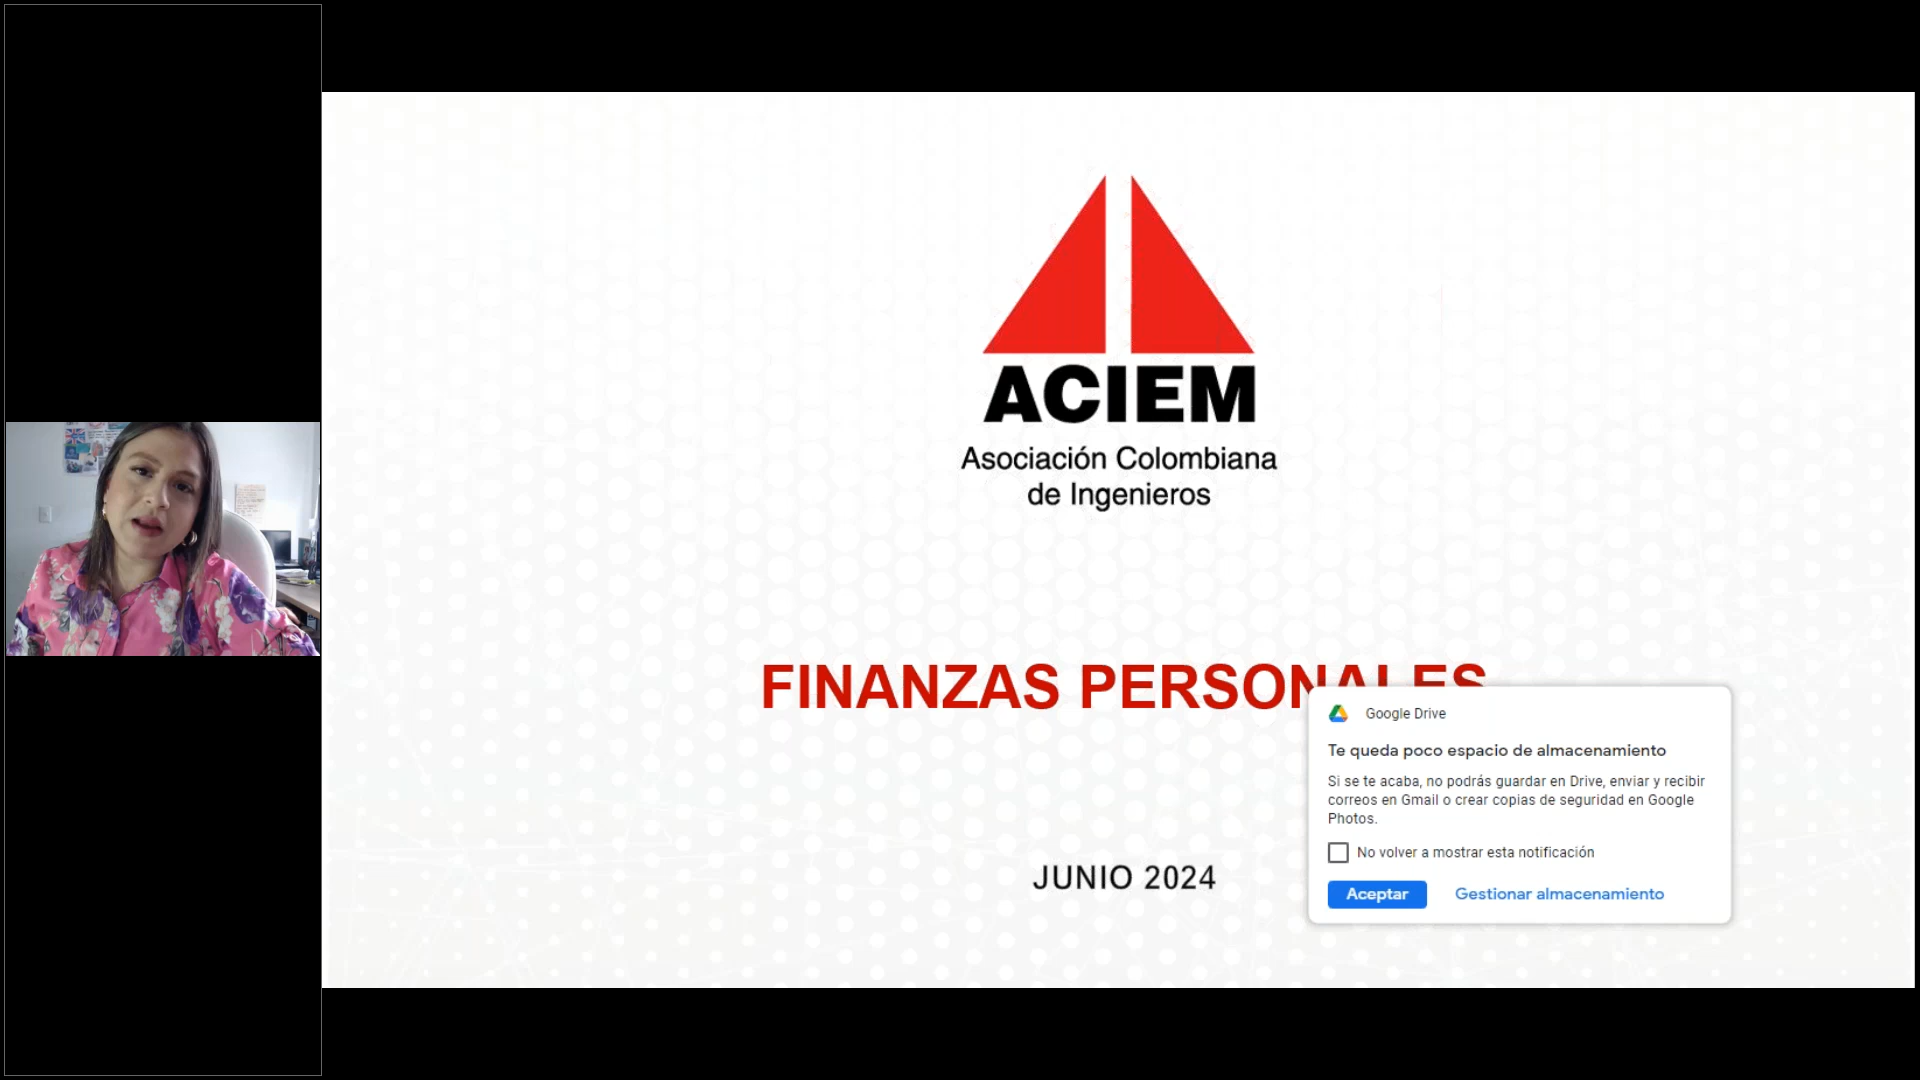 ACIEM
Asociación Colombiana
de Ingenieros
FINANZAS PERSONALES
JUNIO 2024
Google Drive
Te queda poco espacio de almacenamiento
Si se te acaba, no podrás guardar en Drive, enviar y recibir
correos en Gmail o crear copias de seguridad en Google
Photos.
No volver a mostrar esta notificación
Aceptar
Gestionar almacenamiento